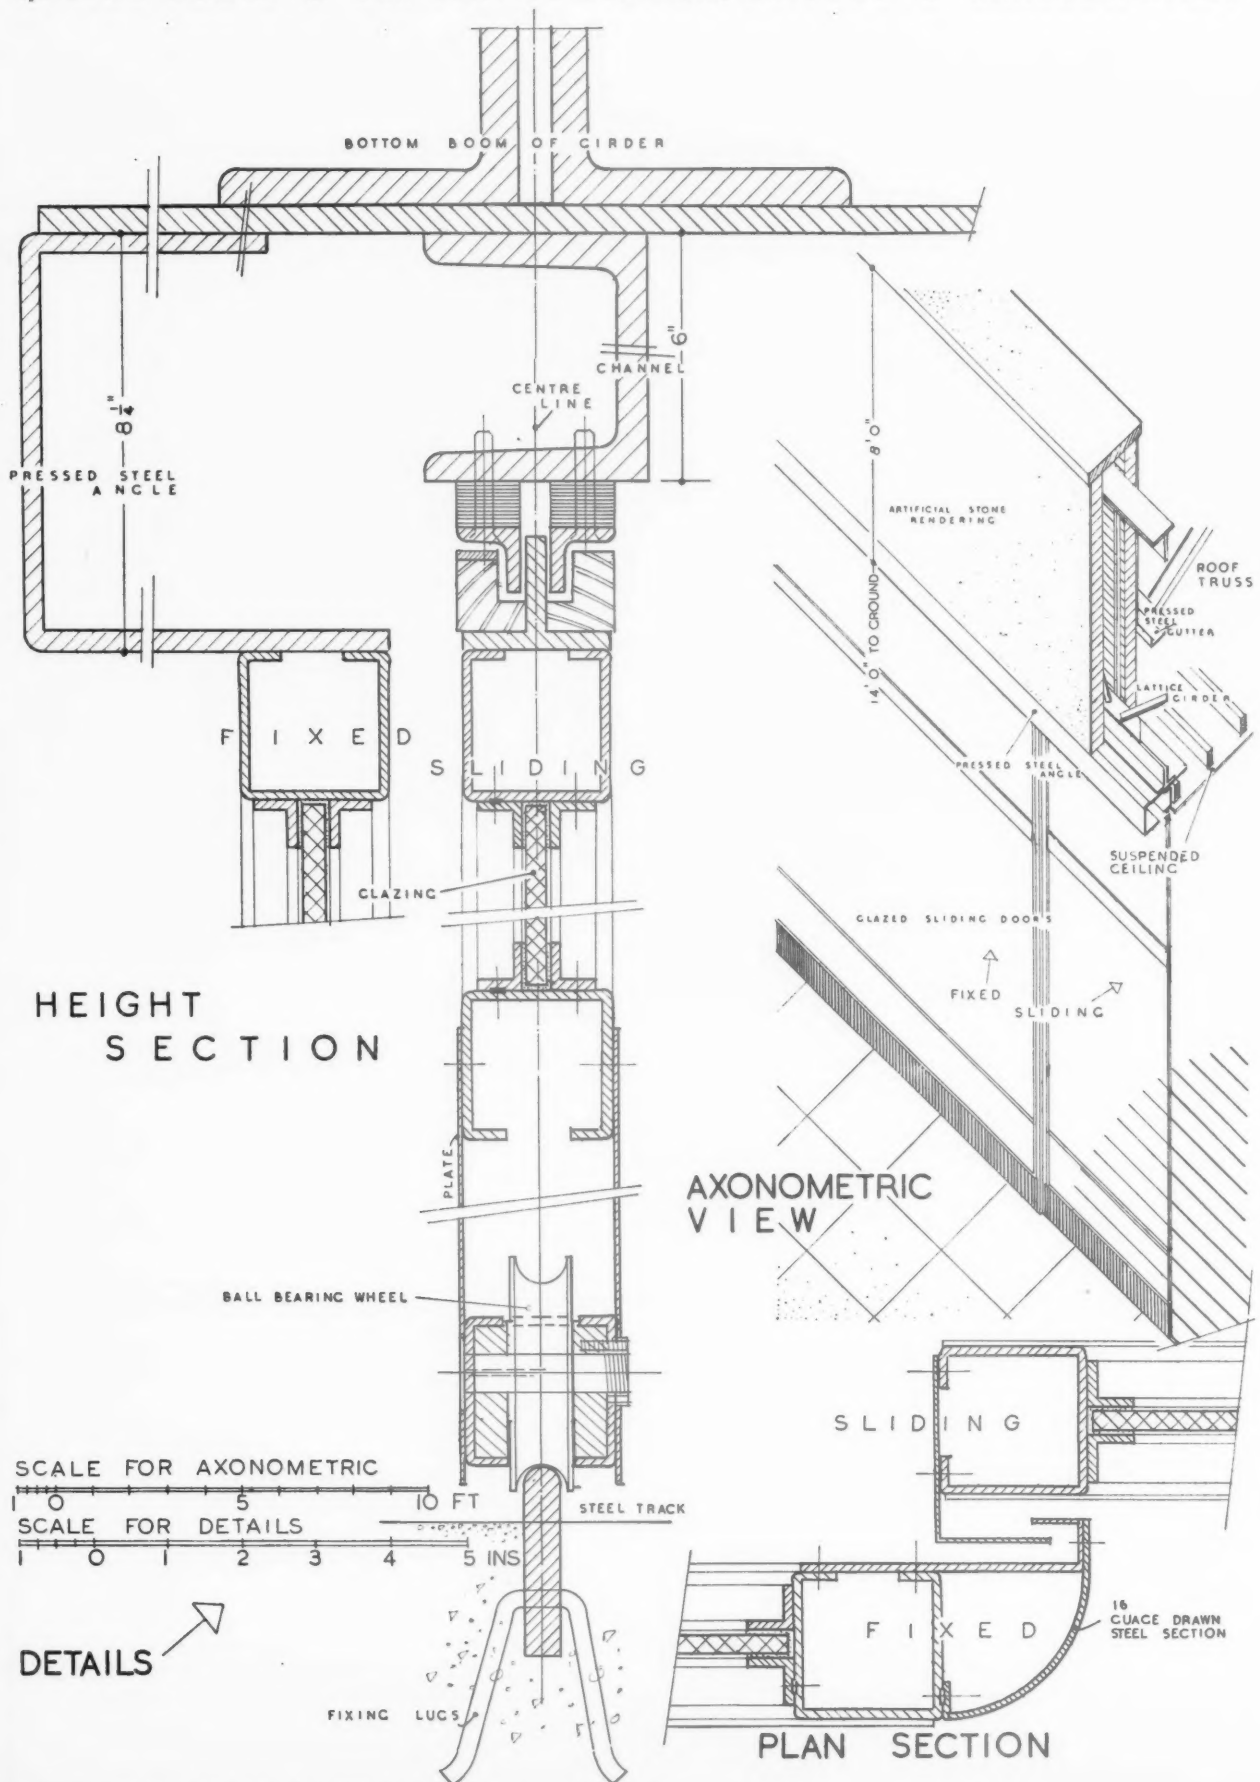 BOTTOM BOOM OF GIRDER
8¼"
6"
CHANNEL
CENTRE
LINE
PRESSED STEEL
ANGLE
8'0"
ARTIFICIAL STONE
RENDERING
ROOF
TRUSS
14'0" TO GROUND
PRESSED
STEEL
GUTTER
LATTICE
GIRDER
FIXED
SLIDING
PRESSED STEEL
ANGLE
SUSPENDED
CEILING
GLAZING
GLAZED SLIDING DOORS
FIXED
SLIDING
HEIGHT
SECTION
PLATE
AXONOMETRIC
VIEW
BALL BEARING WHEEL
SLIDING
SCALE FOR AXONOMETRIC
1 0 5 10 FT
STEEL TRACK
SCALE FOR DETAILS
1 0 1 2 3 4 5 INS
16
GUAGE DRAWN
STEEL SECTION
FIXED
DETAILS
FIXING LUGS
PLAN SECTION